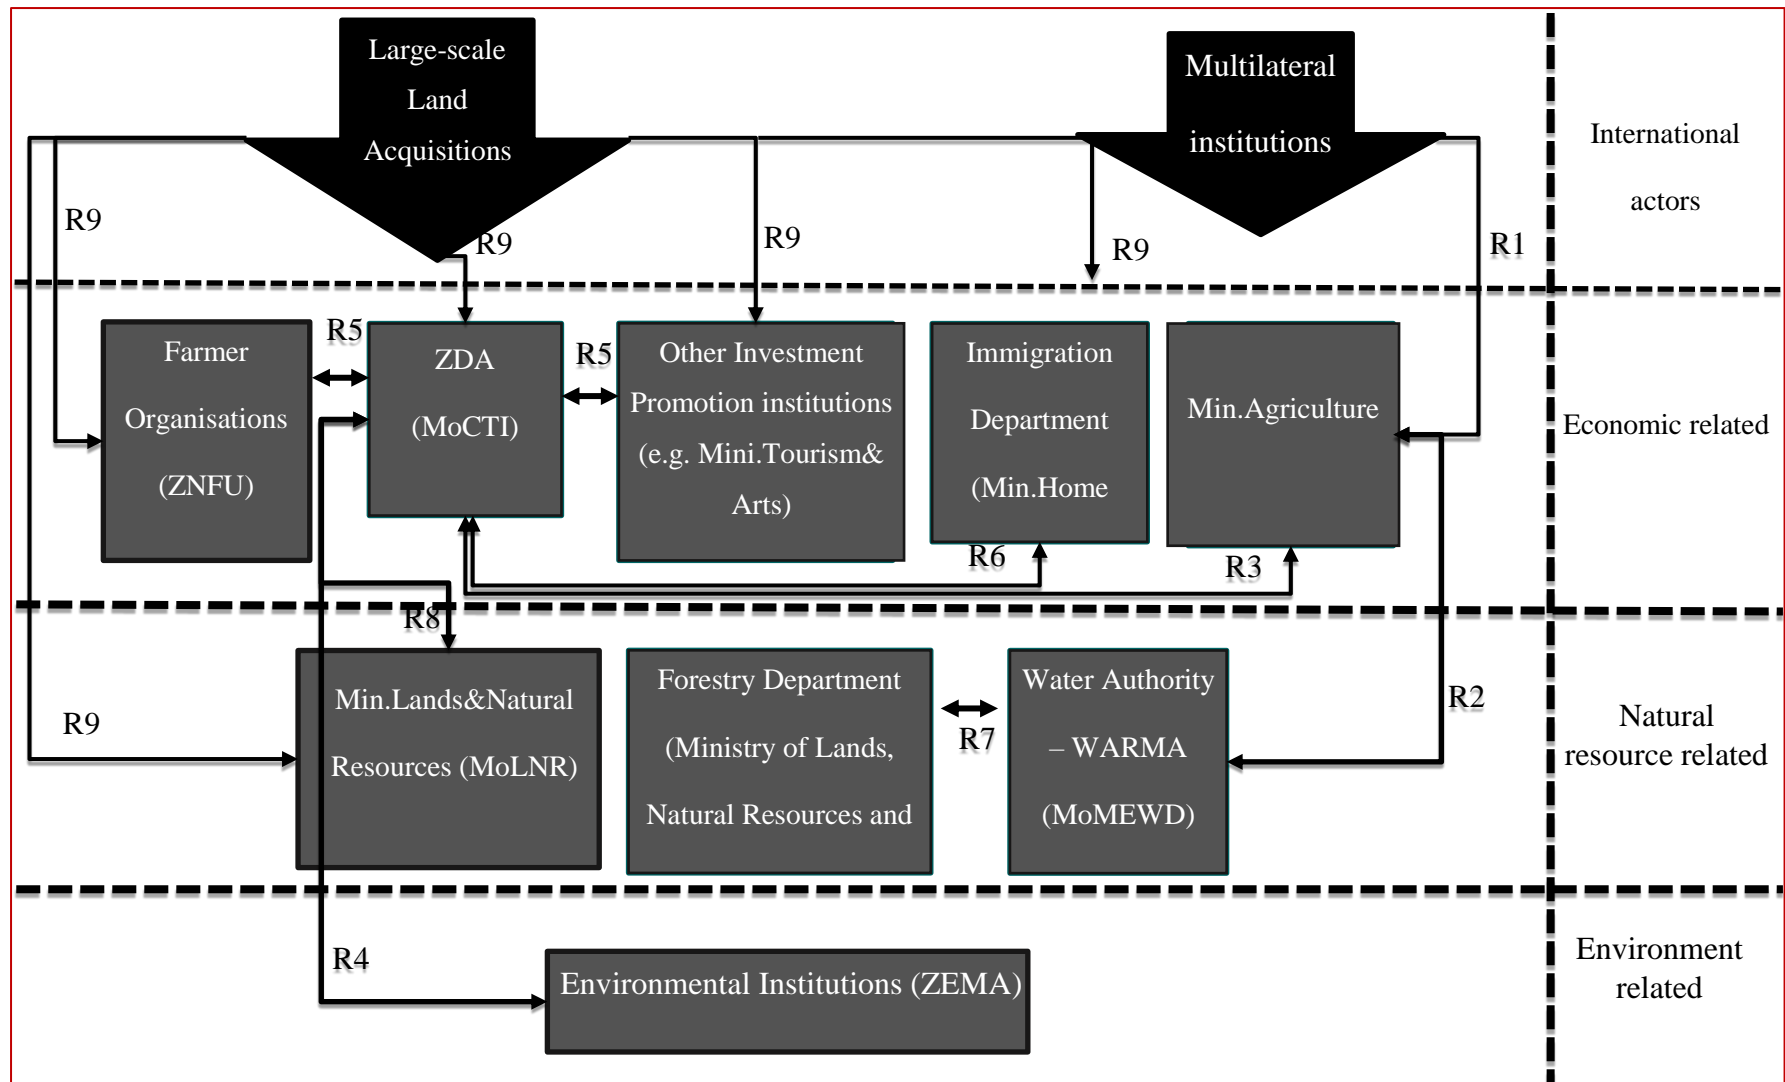 Large-scale
Land
Acquisitions
Multilateral
institutions
International
actors
R9
R9
R9
R9
R1
Farmer
Organisations
(ZNFU)
R5
ZDA
(MoCTI)
R5
Other Investment
Promotion institutions
(e.g. Mini.Tourism&
Arts)
Immigration
Department
(Min.Home
Min.Agriculture
Economic related
R6
R3
R8
R9
Min.Lands&Natural
Resources (MoLNR)
Forestry Department
(Ministry of Lands,
Natural Resources and
R7
Water Authority
– WARMA
(MoMEWD)
R2
Natural
resource related
R4
Environmental Institutions (ZEMA)
Environment
related